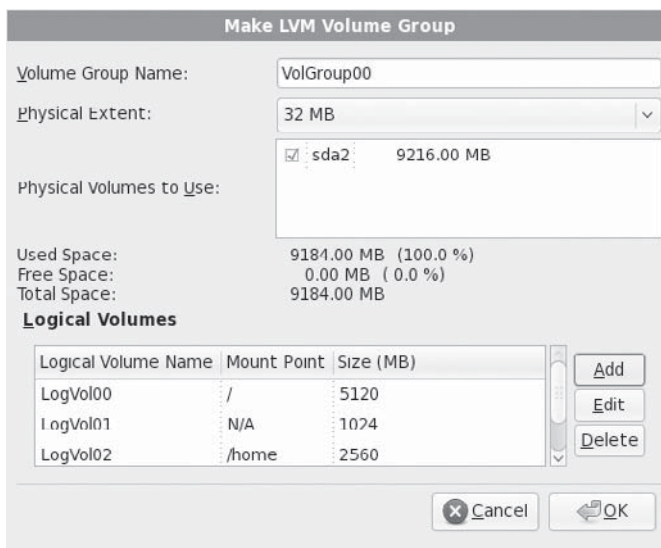 Make LVM Volume Group
Volume Group Name: VolGroup00
Physical Extent: 32 MB
sda2 9216.00 MB
Physical Volumes to Use:
Used Space: 9184.00 MB (100.0 %)
Free Space: 0.00 MB ( 0.0 %)
Total Space: 9184.00 MB
Logical Volumes
Logical Volume Name Mount Point Size (MB)
LogVol00 / 5120
LogVol01 N/A 1024
LogVol02 /home 2560
Add
Edit
Delete
Cancel OK